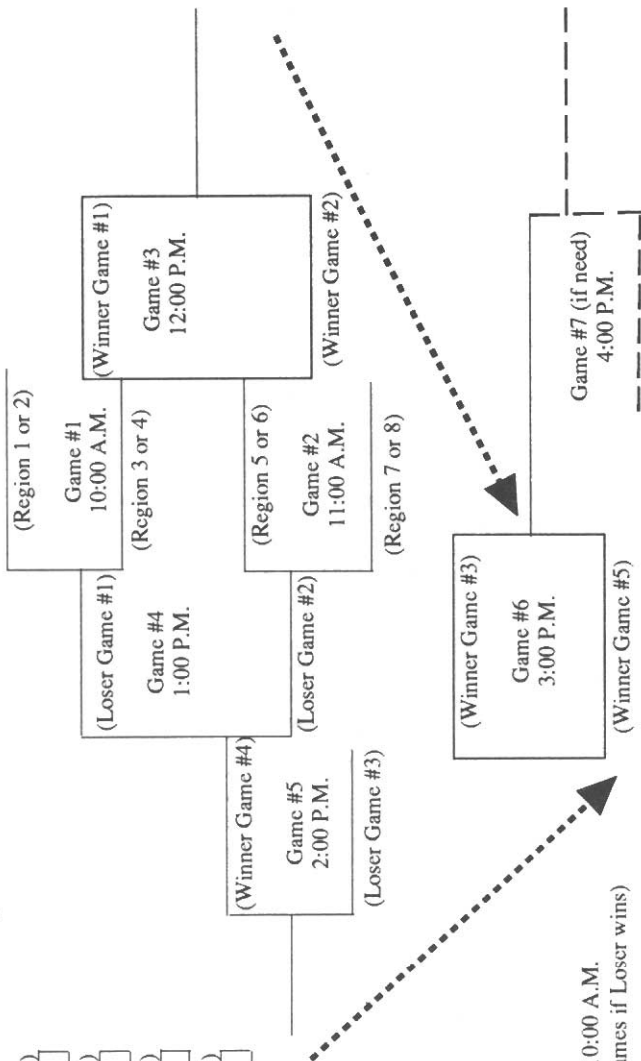 (Region 1 or 2)
Game #1
10:00 A.M.
(Region 3 or 4)
(Region 5 or 6)
Game #2
11:00 A.M.
(Region 7 or 8)
(Winner Game #1)
Game #3
12:00 P.M.
(Winner Game #2)
(Loser Game #1)
Game #4
1:00 P.M.
(Loser Game #2)
(Winner Game #4)
Game #5
2:00 P.M.
(Loser Game #3)
(Winner Game #3)
Game #6
3:00 P.M.
(Winner Game #5)
Game #7 (if need)
4:00 P.M.
0:00 A.M.
mes if Loser wins)